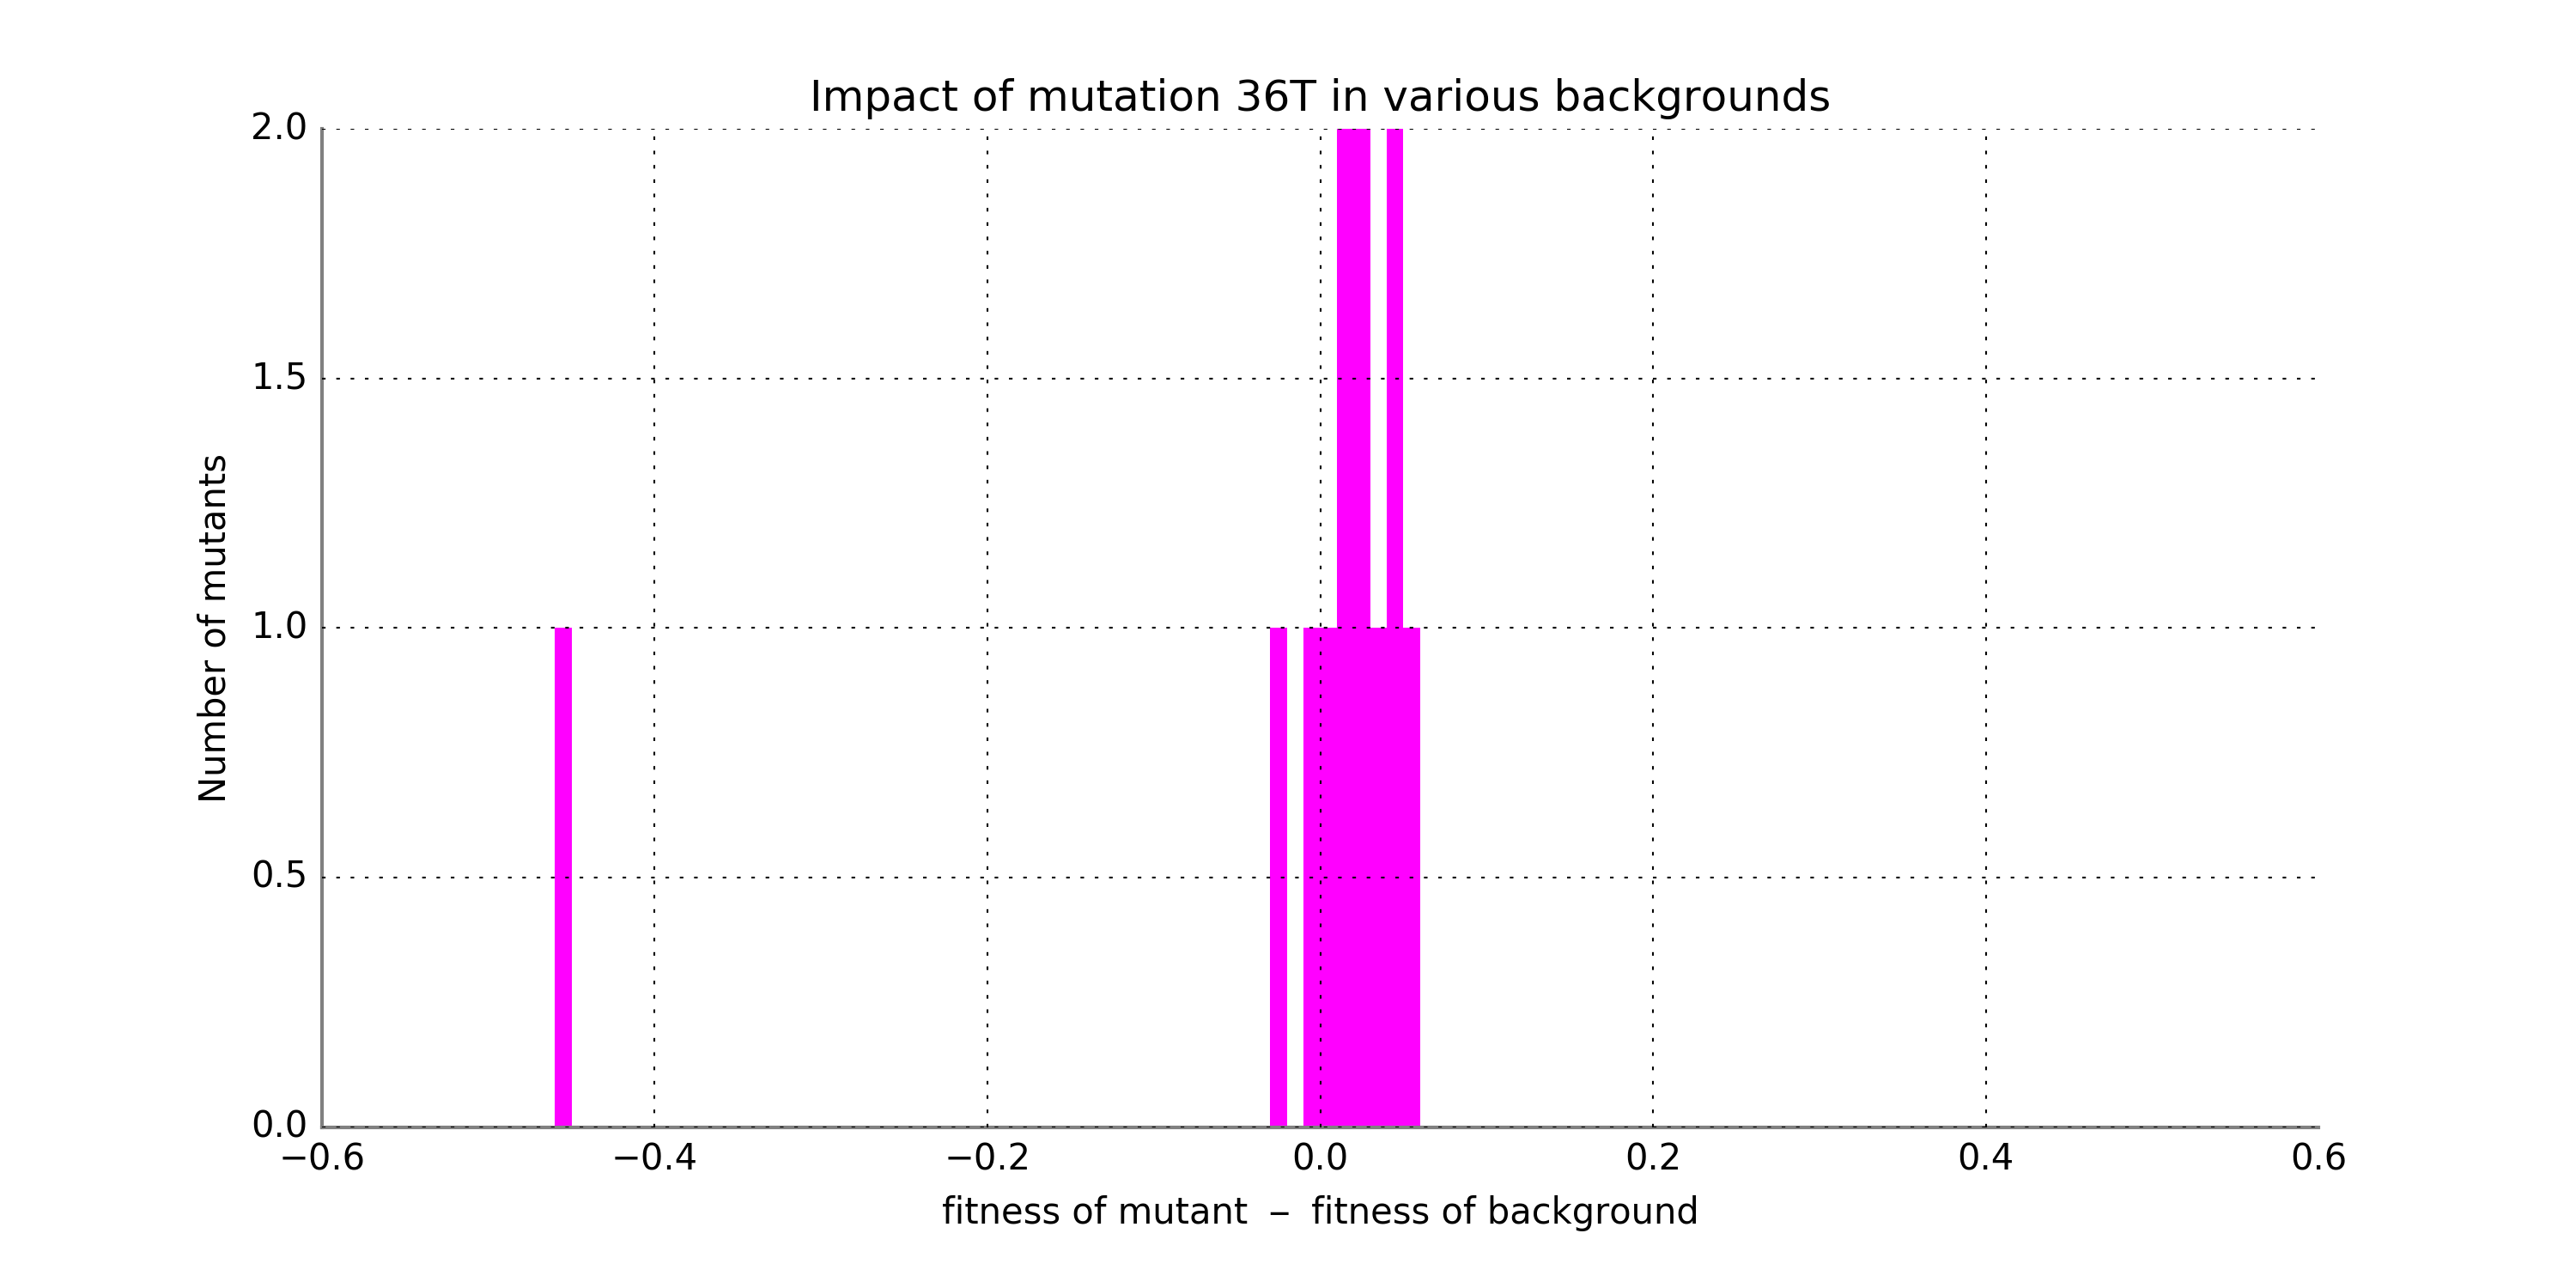 Impact of mutation 36T in various backgrounds
2.0
1.5
1.0
0.5
0.0
Number of mutants
−0.6 −0.4 −0.2 0.0 0.2 0.4 0.6
fitness of mutant − fitness of background